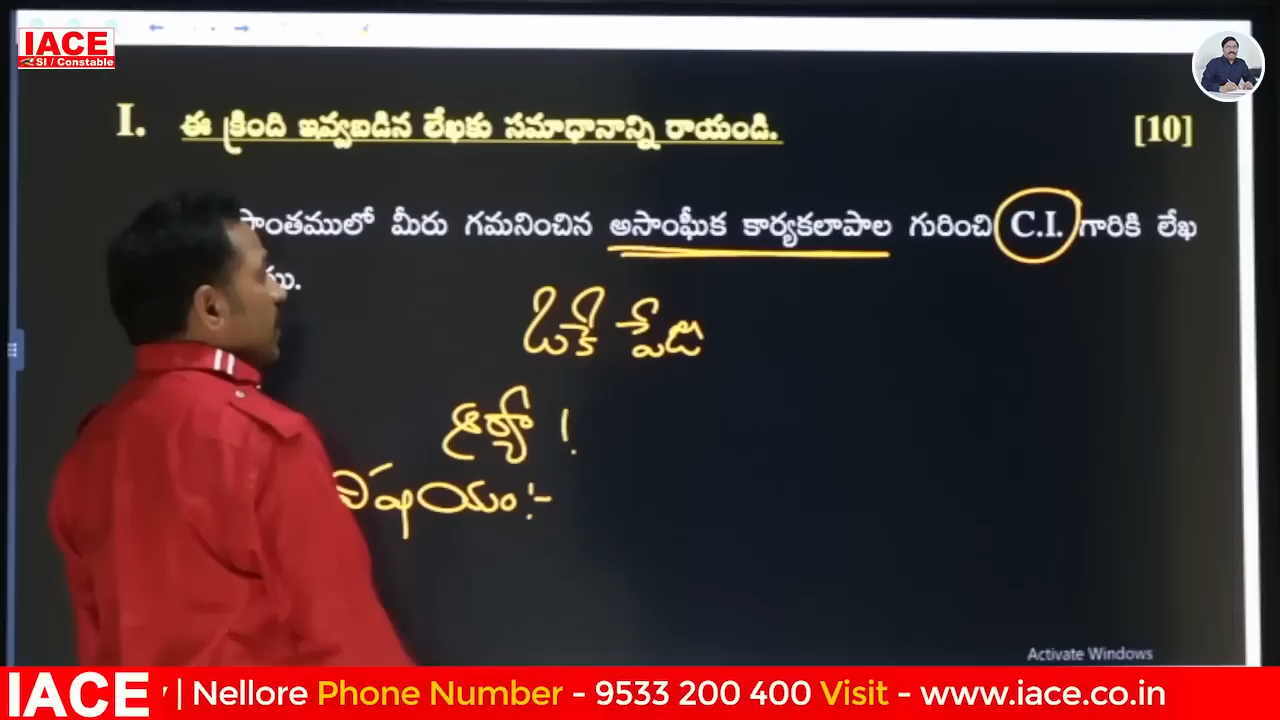 IACE
SI / Constable
I. ఈ క్రింది ఇవ్వబడిన లేఖకు సమాధానాన్ని రాయండి. [10]
మీరు గమనించిన అసాంఘీక కార్యకలాపాల గురించి C.I. గారికి లేఖ
ఒకే పేజి
ఆర్యా !
విషయం:-
Activate Windows
IACE | Nellore Phone Number - 9533 200 400 Visit - www.iace.co.in